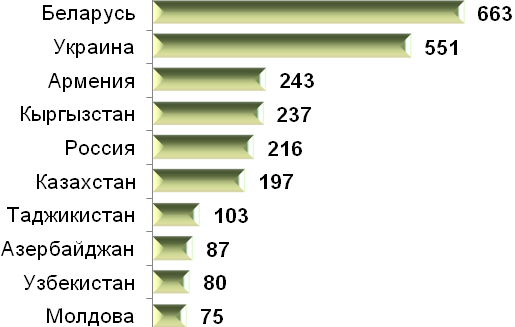 Беларусь 663
Украина 551
Армения 243
Кыргызстан 237
Россия 216
Казахстан 197
Таджикистан 103
Азербайджан 87
Узбекистан 80
Молдова 75